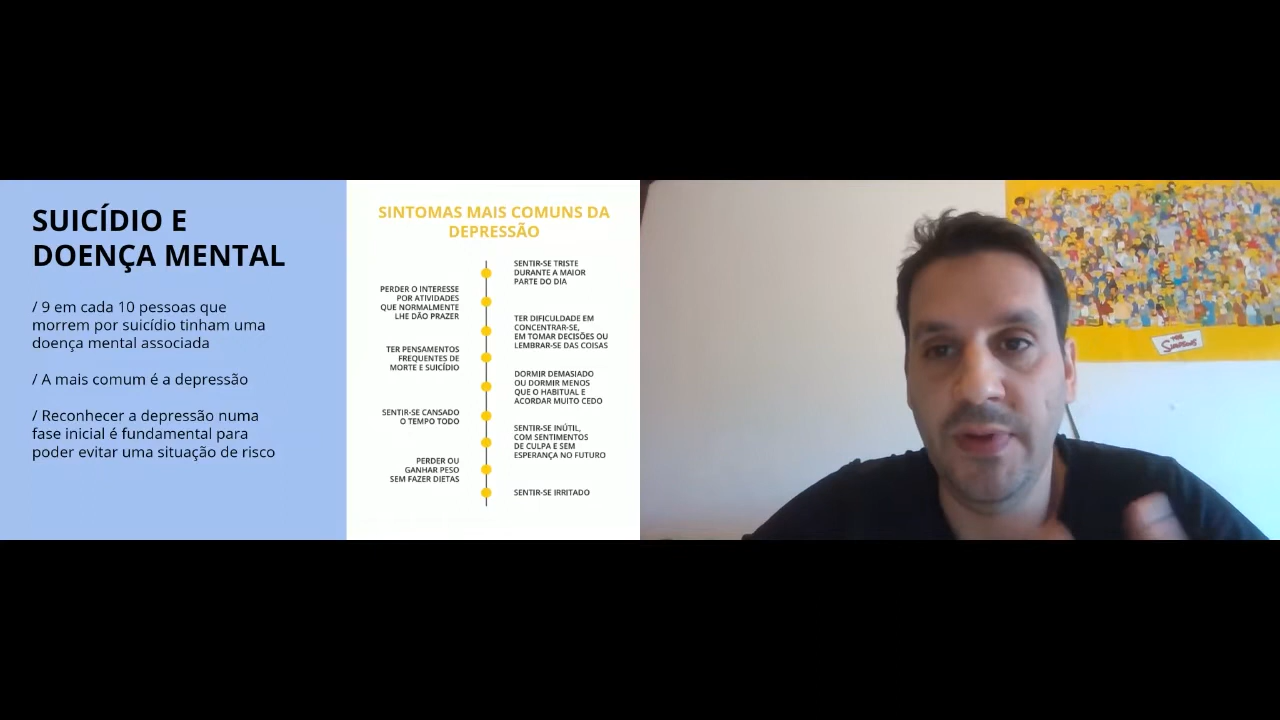 SUICÍDIO E
DOENÇA MENTAL
/ 9 em cada 10 pessoas que
morrem por suicídio tinham uma
doença mental associada
/ A mais comum é a depressão
/ Reconhecer a depressão numa
fase inicial é fundamental para
poder evitar uma situação de risco
SINTOMAS MAIS COMUNS DA
DEPRESSÃO
SENTIR-SE TRISTE
DURANTE A MAIOR
PARTE DO DIA
PERDER O INTERESSE
POR ATIVIDADES
QUE NORMALMENTE
LHE DÃO PRAZER
TER DIFICULDADE EM
CONCENTRAR-SE,
EM TOMAR DECISÕES OU
LEMBRAR-SE DAS COISAS
TER PENSAMENTOS
FREQUENTES DE
MORTE E SUICÍDIO
DORMIR DEMASIADO
OU DORMIR MENOS
QUE O HABITUAL E
ACORDAR MUITO CEDO
SENTIR-SE CANSADO
O TEMPO TODO
SENTIR-SE INÚTIL,
COM SENTIMENTOS
DE CULPA E SEM
ESPERANÇA NO FUTURO
PERDER OU
GANHAR PESO
SEM FAZER DIETAS
SENTIR-SE IRRITADO
THE
SIMPSONS